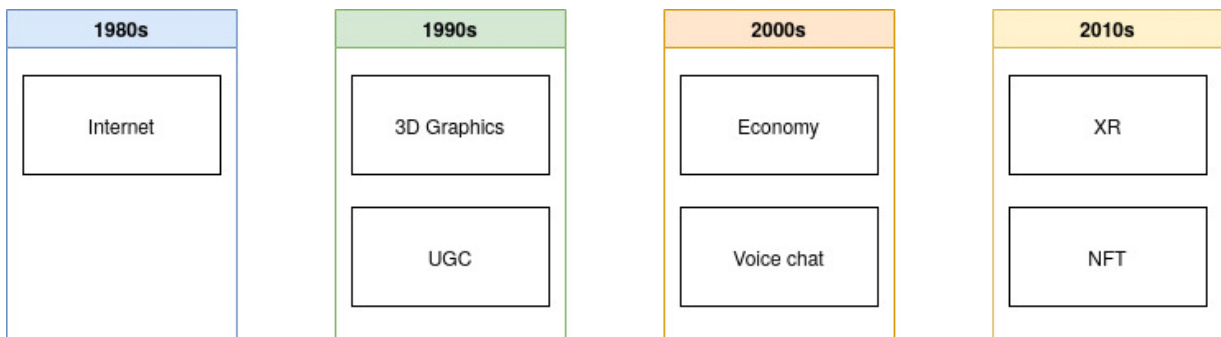 1980s
Internet
1990s
3D Graphics
UGC
2000s
Economy
Voice chat
2010s
XR
NFT